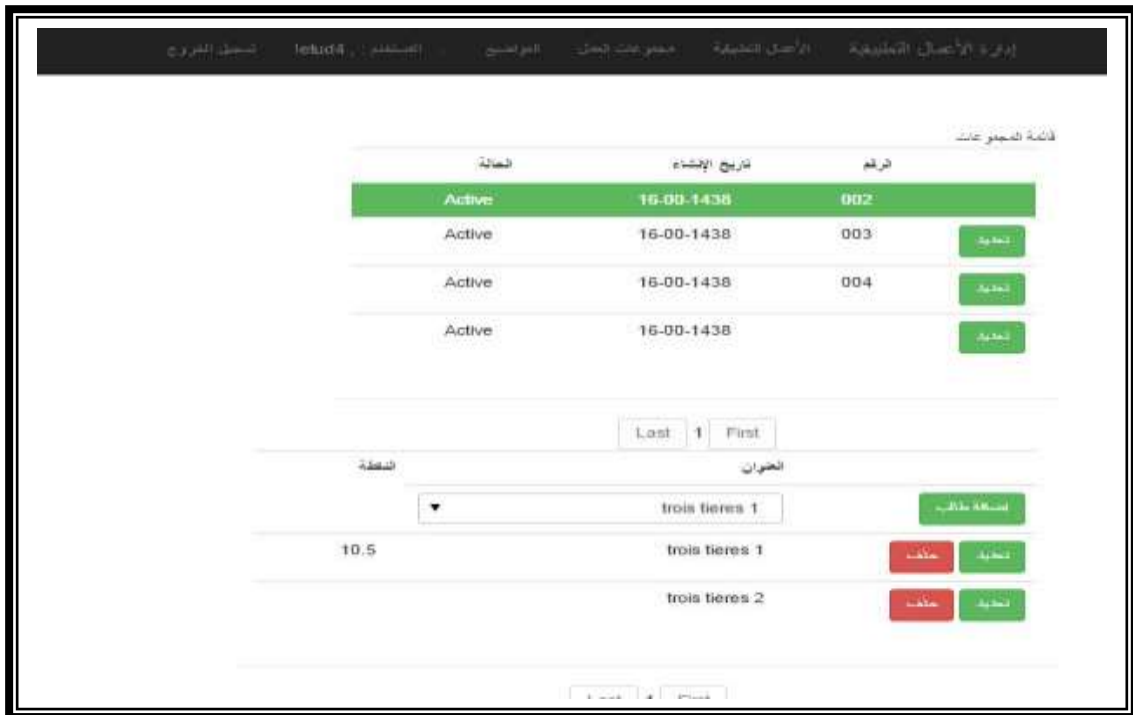 إدارة الأعمال التطبيقية الأعمال التطبيقية مجموعات العمل المواضيع المستخدم : , letud4 تسجيل الخروج
قائمة المجموعات
الرقم تاريخ الإنشاء الحالة
002 16-00-1438 Active
تحديد 003 16-00-1438 Active
تحديد 004 16-00-1438 Active
تحديد 16-00-1438 Active
Last 1 First
العنوان النقطة
اضافة طالب trois tieres 1
تحديد حذف trois tieres 1 10.5
تحديد حذف trois tieres 2
Last 1 First